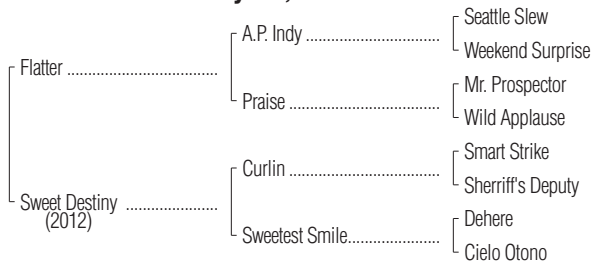 Seattle Slew
A.P. Indy
Weekend Surprise
Flatter
Mr. Prospector
Praise
Wild Applause
Smart Strike
Curlin
Sherriff's Deputy
Sweet Destiny
(2012)
Dehere
Sweetest Smile
Cielo Otono